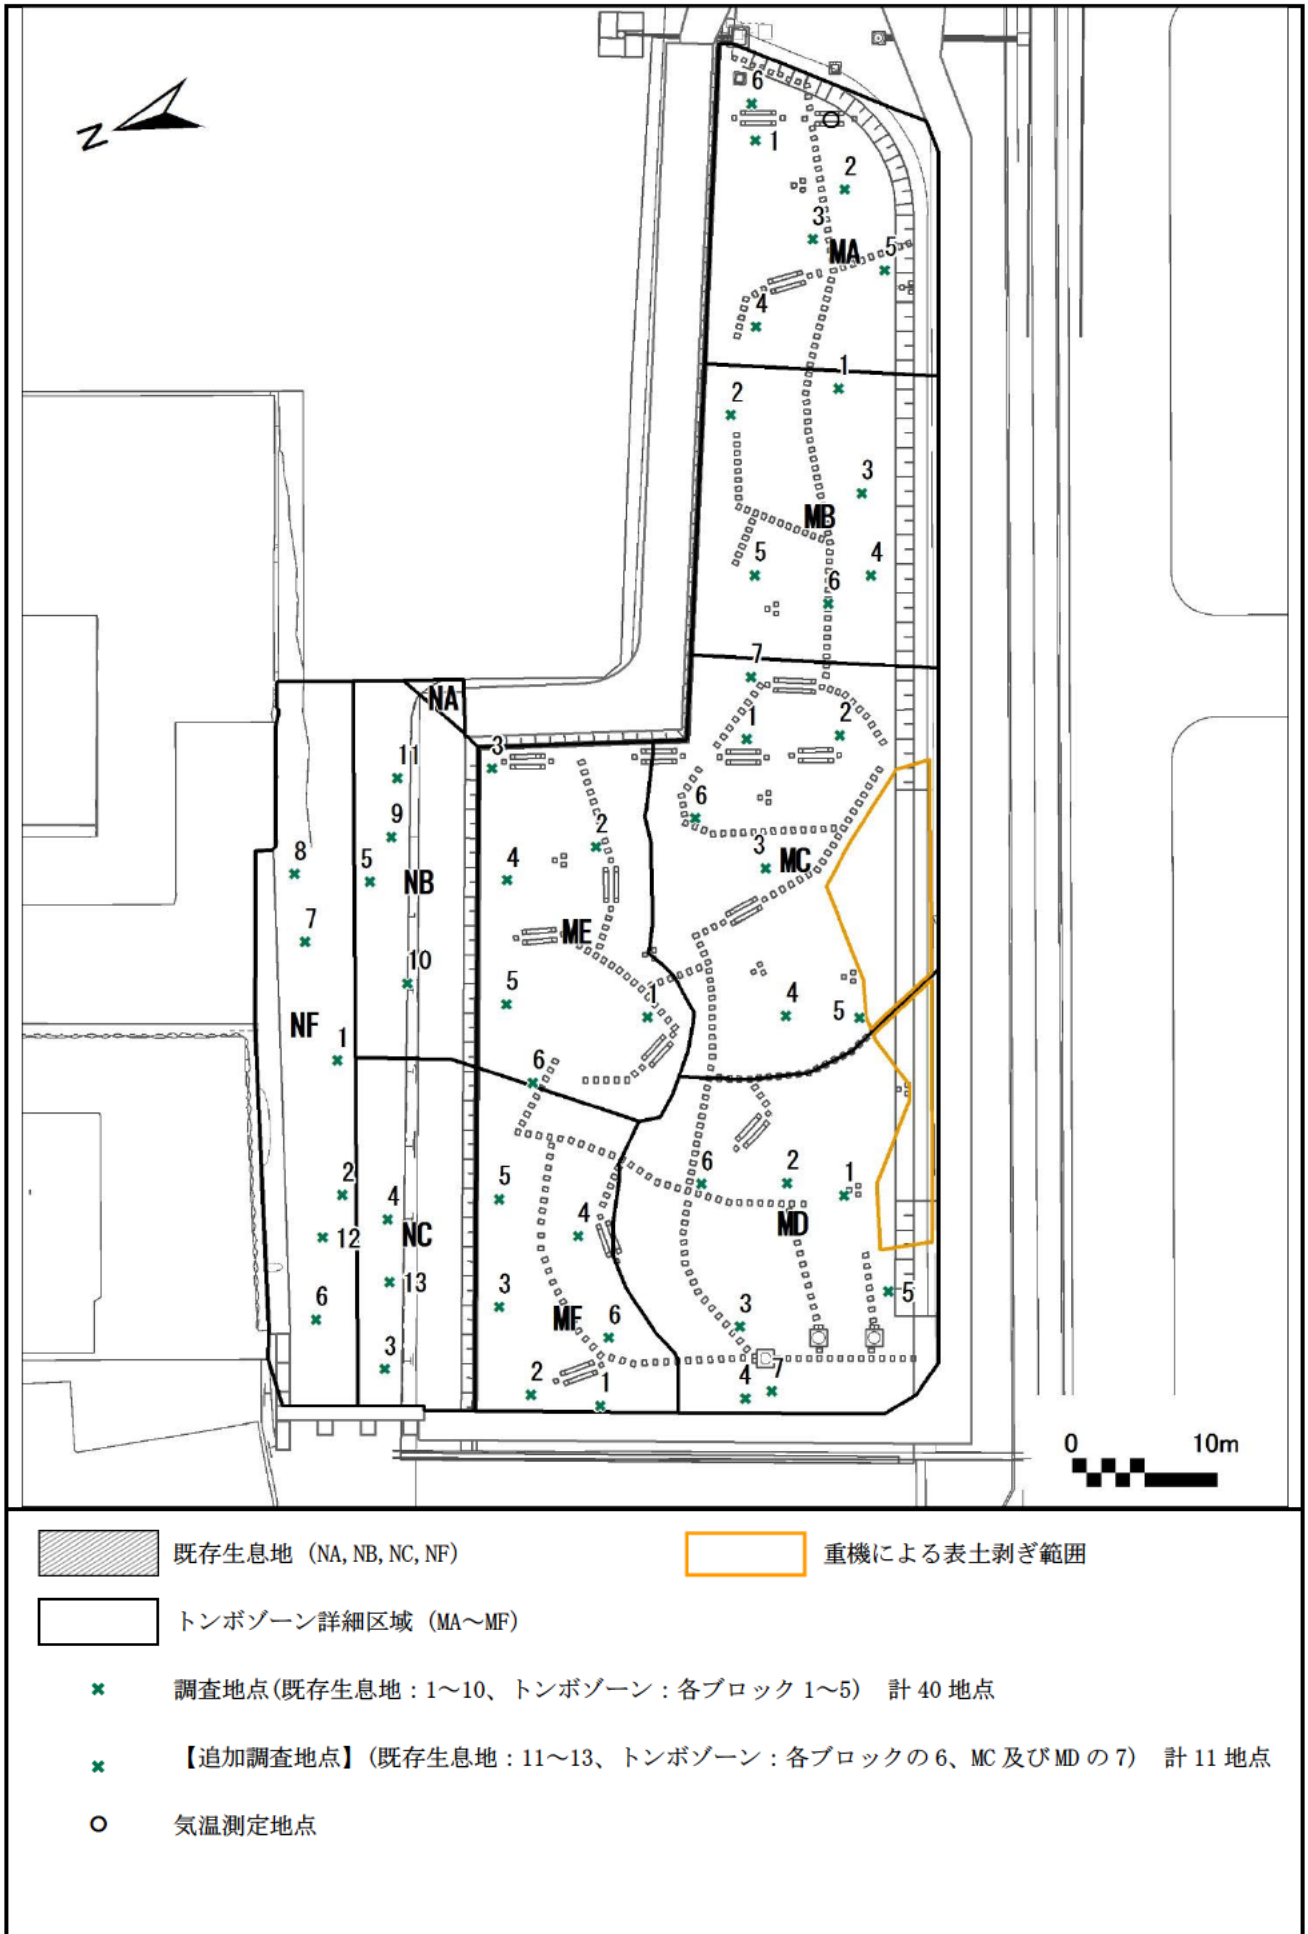 N
6
1
2
3
MA
5
4
1
2
3
MB
5
4
6
7
NA
1
2
3
11
6
9
2
8
5
4
3
MC
NB
7
ME
10
5
1
4
5
NF
1
6
2
5
6
2
1
4
4
12
NC
MD
13
3
5
6
MF
6
3
3
2
1
4
7
0 10m
既存生息地 (NA, NB, NC, NF)
重機による表土剥ぎ範囲
トンボゾーン詳細区域 (MA～MF)
調査地点(既存生息地：1～10、トンボゾーン：各ブロック 1～5) 計 40 地点
【追加調査地点】(既存生息地：11～13、トンボゾーン：各ブロックの 6、MC 及び MD の 7) 計 11 地点
気温測定地点